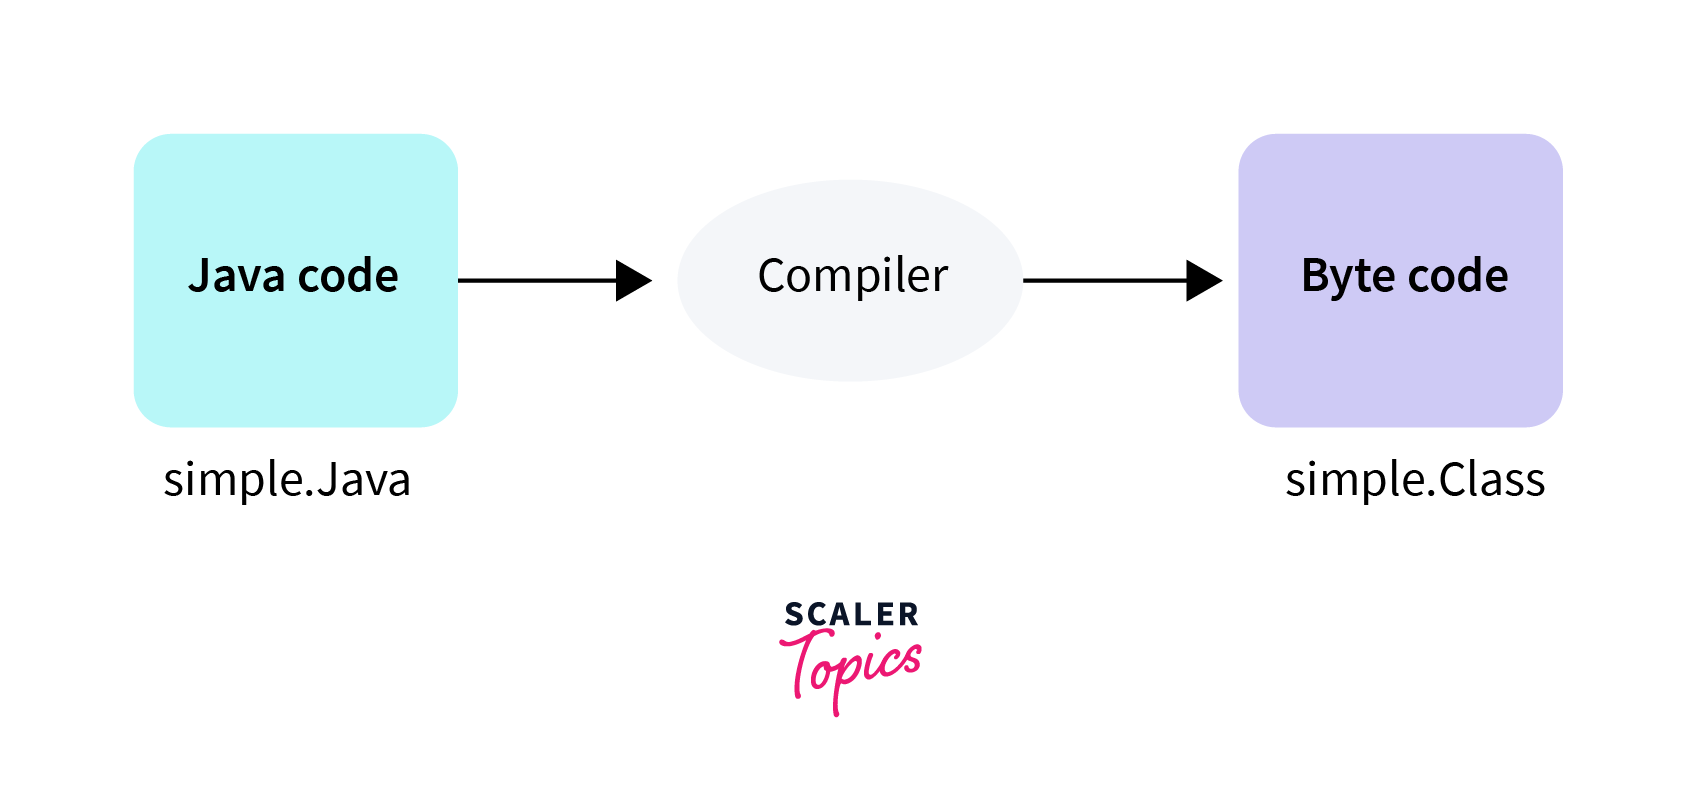 Java code
Compiler
Byte code
simple.Java
simple.Class
SCALER
Topics